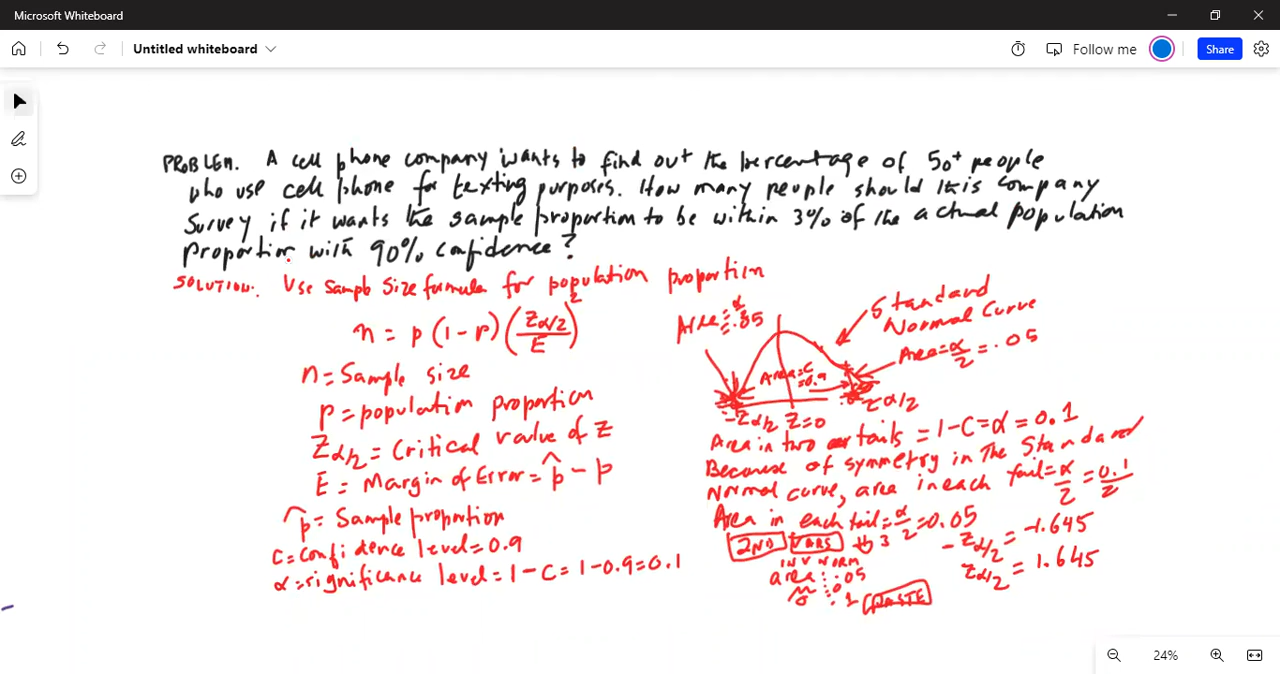 Microsoft Whiteboard
Untitled whiteboard
Follow me
Share
PROBLEM. A cell phone company wants to find out the percentage of 50+ people
who use cell phone for texting purposes. How many people should this company
survey if it wants the sample proportion to be within 3% of the actual population
proportion with 90% confidence?
SOLUTION: Use Sample Size formula for population proportion
n = p (1-p) (Zα/2 / E)²
n = Sample size
p = population proportion
Zα/2 = Critical value of Z
E = Margin of Error = p̂ - p
p̂ = Sample proportion
C = confidence level = 0.9
α = significance level = 1 - C = 1 - 0.9 = 0.1
Standard
Normal Curve
Area = α/2 = .05
Area = α/2 = .05
Area = C = 0.9
-Zα/2 Z=0 Zα/2
Area in two tails = 1-C = α = 0.1
Because of symmetry in the Standard
Normal curve, area in each tail = α/2 = 0.1/2
Area in each tail = α/2 = 0.05
2ND VARS 3
INV NORM
area : .05
μ : 0
σ : 1 PASTE
-Zα/2 = -1.645
Zα/2 = 1.645
24%